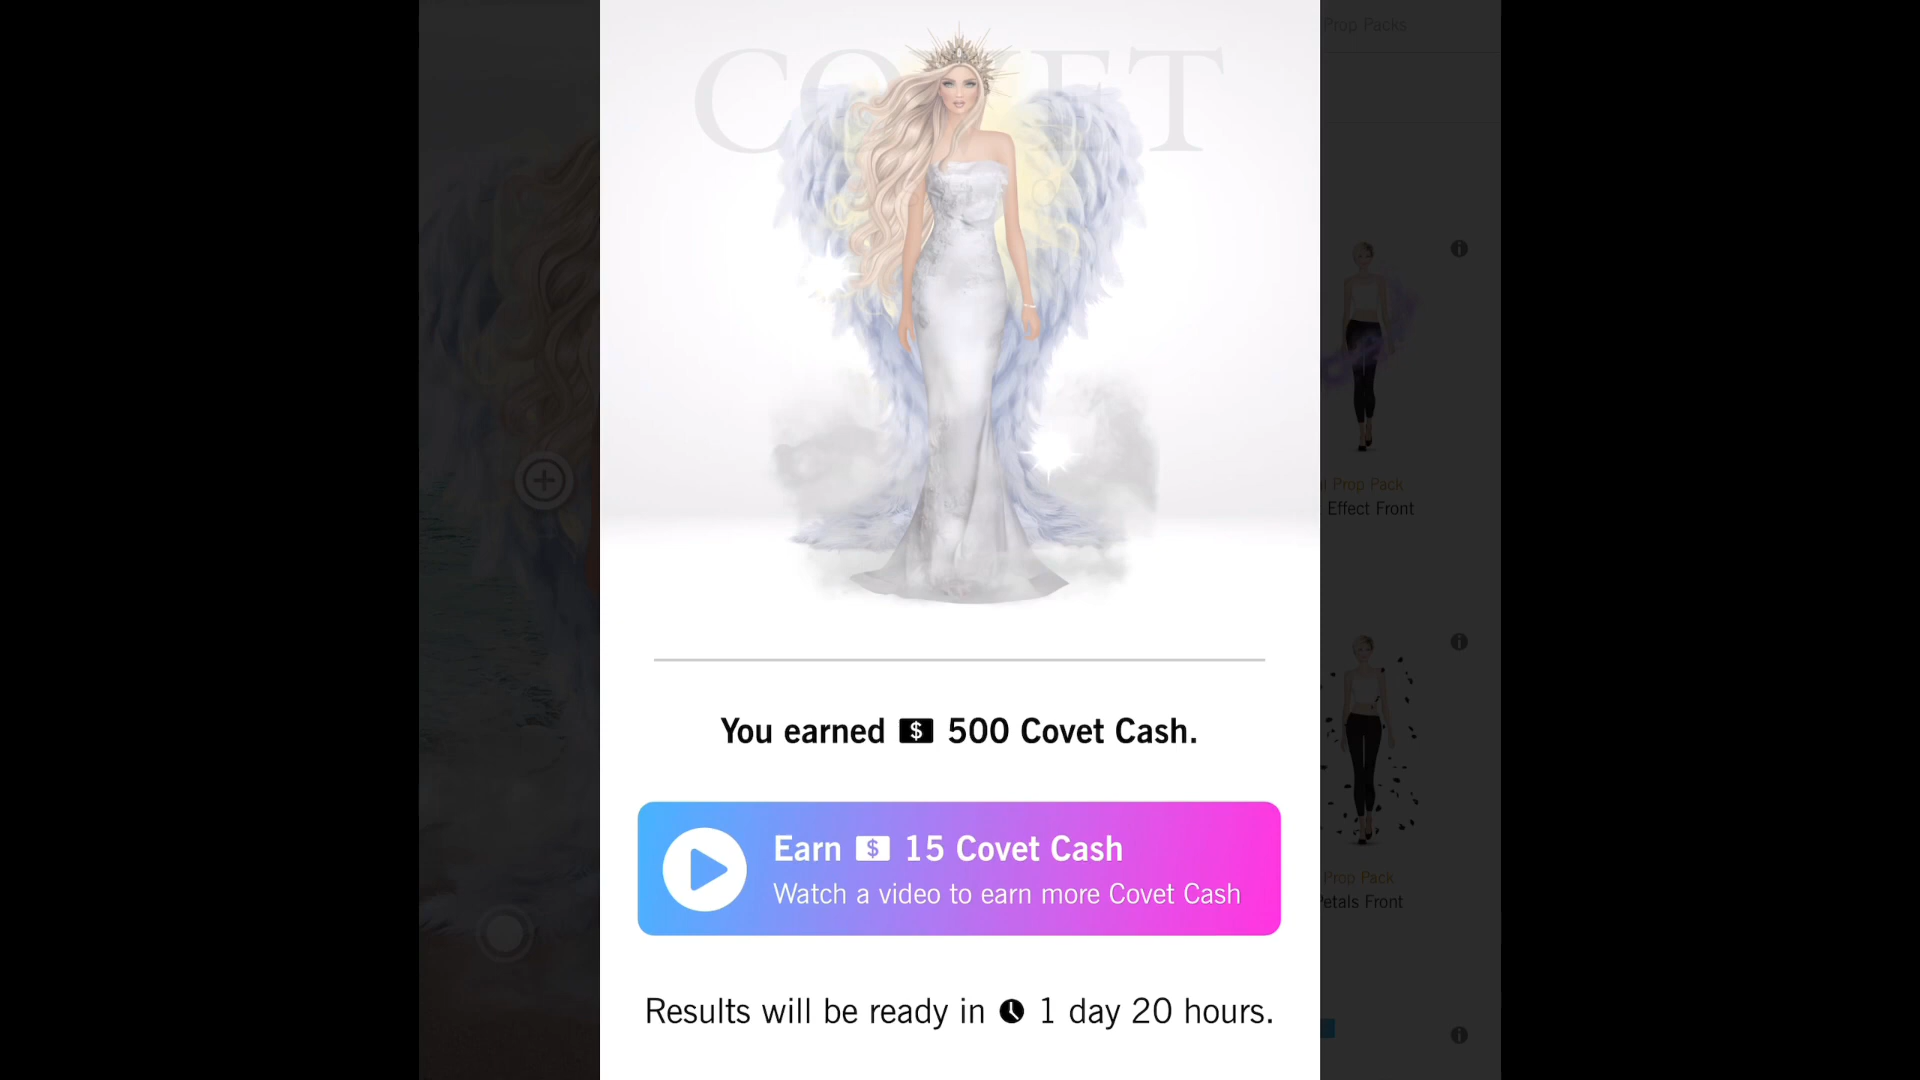 COVET
Prop Packs
Prop Pack
Effect Front
You earned $ 500 Covet Cash.
Earn $ 15 Covet Cash
Watch a video to earn more Covet Cash
Prop Pack
Petals Front
Results will be ready in 1 day 20 hours.